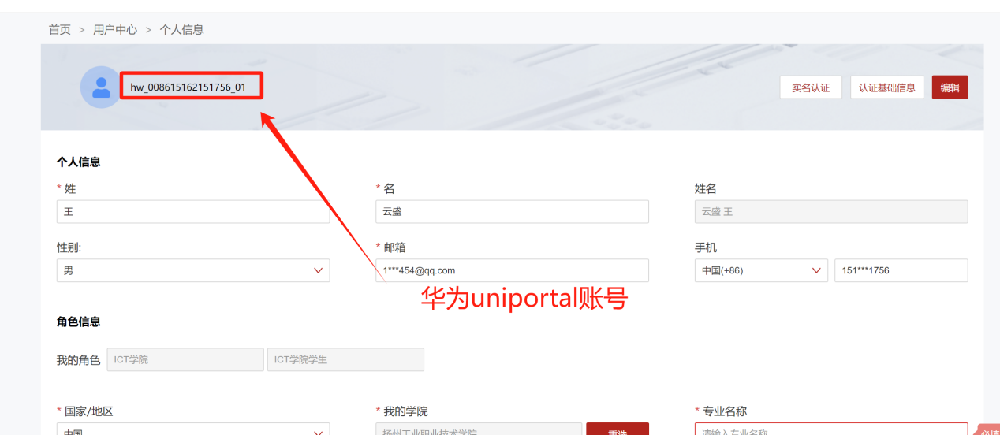 首页 > 用户中心 > 个人信息
hw_008615162151756_01
实名认证 认证基础信息 编辑
个人信息
* 姓 * 名 姓名
王 云盛 云盛 王
性别: * 邮箱 手机
男 1***454@qq.com 中国(+86) 151***1756
华为uniportal账号
角色信息
我的角色 ICT学院 ICT学院学生
* 国家/地区 * 我的学院 * 专业名称
中国 扬州工业职业技术学院 重选 请输入专业名称 必填